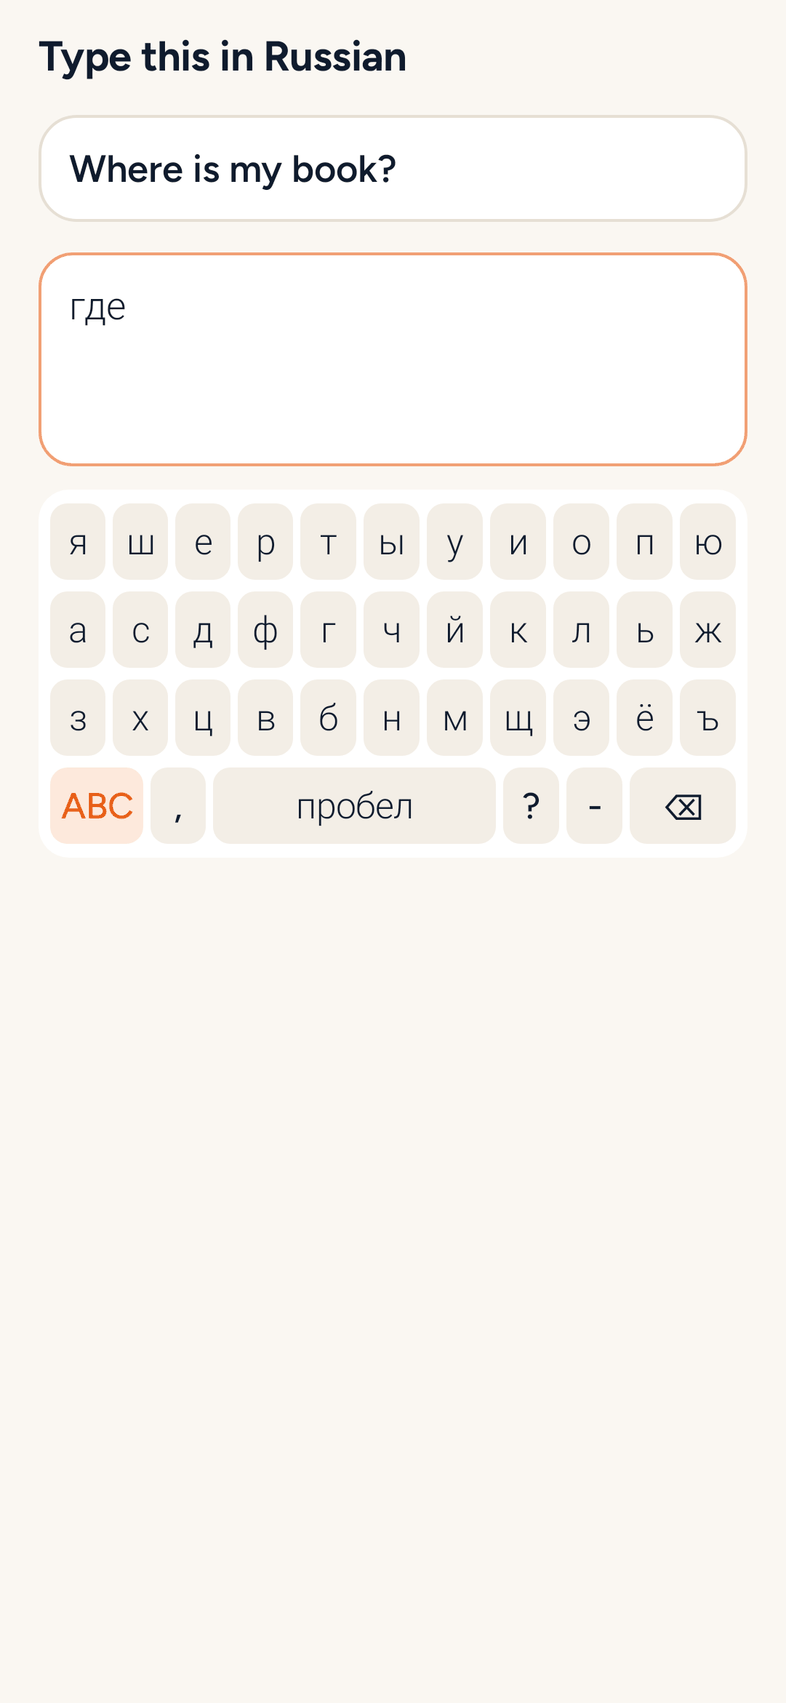 Type this in Russian
Where is my book?
где
я ш е р т ы у и о п ю
а с д ф г ч й к л ь ж
з х ц в б н м щ э ё ъ
ABC , пробел ? -